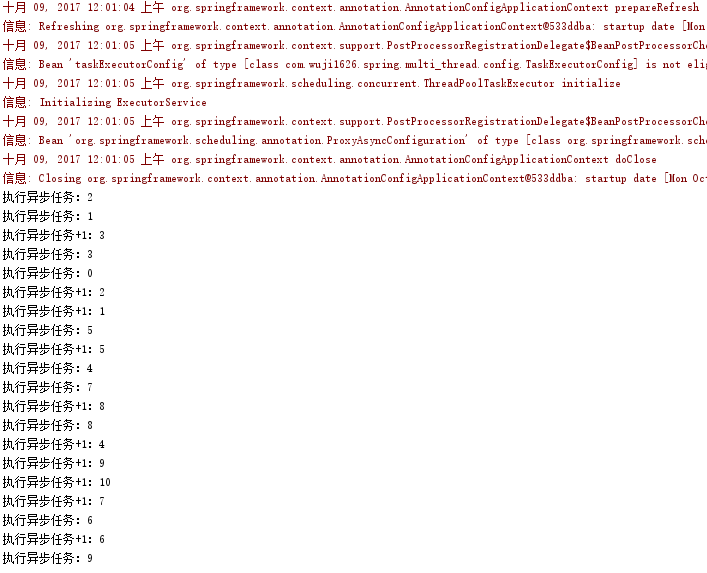 十月 09, 2017 12:01:04 上午 org.springframework.context.annotation.AnnotationConfigApplicationContext prepareRefresh
信息: Refreshing org.springframework.context.annotation.AnnotationConfigApplicationContext@533ddba: startup date [Mon
十月 09, 2017 12:01:05 上午 org.springframework.context.support.PostProcessorRegistrationDelegate$BeanPostProcessorChe
信息: Bean 'taskExecutorConfig' of type [class com.wuji1626.spring.multi_thread.config.TaskExecutorConfig] is not elig
十月 09, 2017 12:01:05 上午 org.springframework.scheduling.concurrent.ThreadPoolTaskExecutor initialize
信息: Initializing ExecutorService
十月 09, 2017 12:01:05 上午 org.springframework.context.support.PostProcessorRegistrationDelegate$BeanPostProcessorChe
信息: Bean 'org.springframework.scheduling.annotation.ProxyAsyncConfiguration' of type [class org.springframework.sche
十月 09, 2017 12:01:05 上午 org.springframework.context.annotation.AnnotationConfigApplicationContext doClose
信息: Closing org.springframework.context.annotation.AnnotationConfigApplicationContext@533ddba: startup date [Mon Oct
执行异步任务: 2
执行异步任务: 1
执行异步任务+1: 3
执行异步任务: 3
执行异步任务: 0
执行异步任务+1: 2
执行异步任务+1: 1
执行异步任务: 5
执行异步任务+1: 5
执行异步任务: 4
执行异步任务: 7
执行异步任务+1: 8
执行异步任务: 8
执行异步任务+1: 4
执行异步任务+1: 9
执行异步任务+1: 10
执行异步任务+1: 7
执行异步任务: 6
执行异步任务+1: 6
执行异步任务: 9